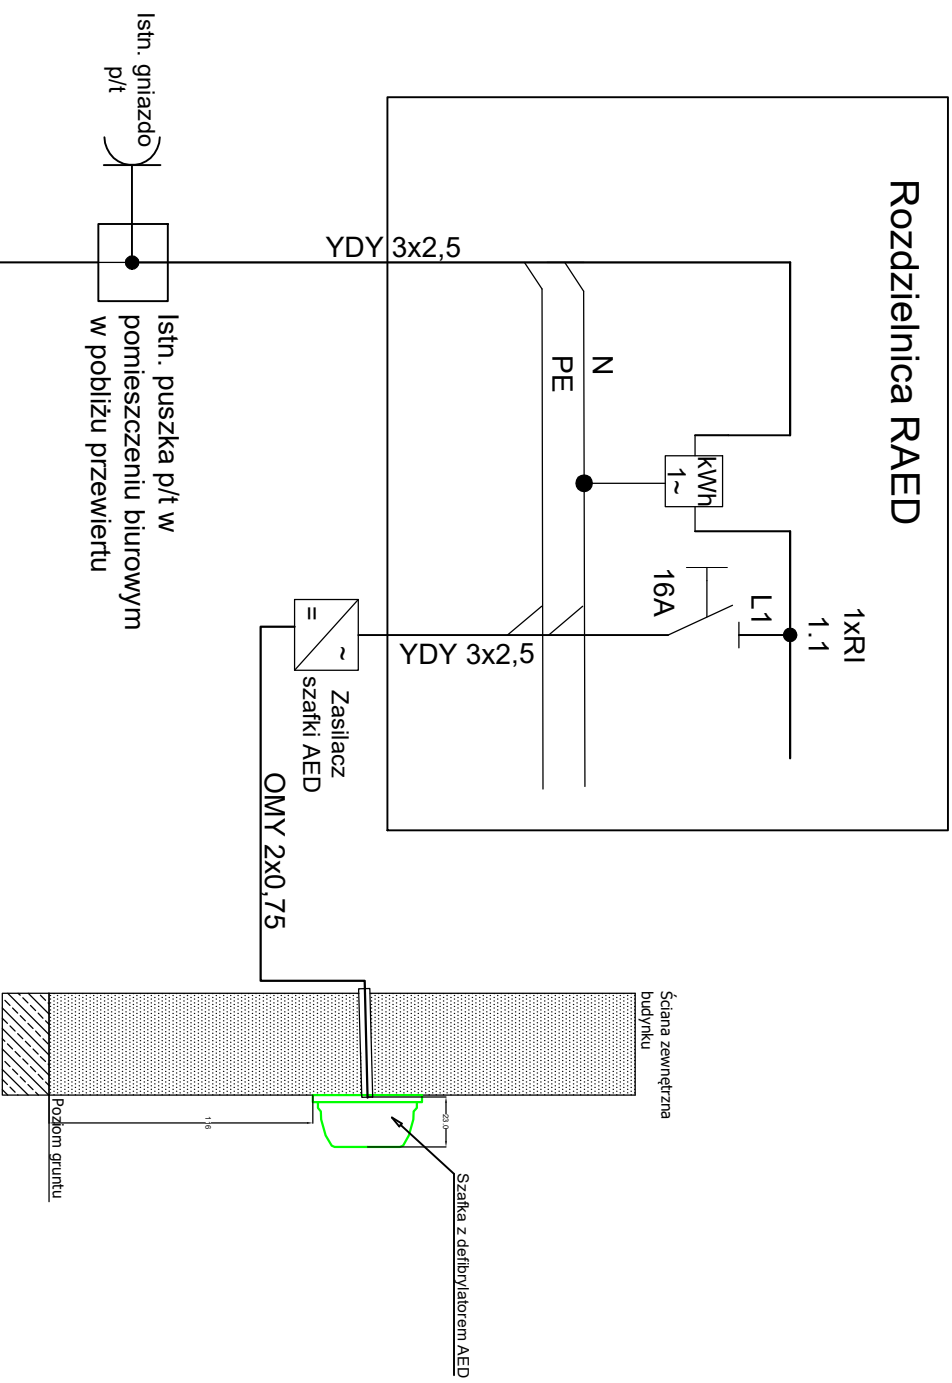 Rozdzielnica RAED
1xRI
1.1
L1
16A
kWh
1~
N
PE
YDY 3x2,5
YDY 3x2,5
Istn. gniazdo
p/t
Istn. puszka p/t w
pomieszczeniu biurowym
w pobliżu przewiertu
=
~
Zasilacz
szafki AED
OMY 2x0,75
Ściana zewnętrzna
budynku
23.0
Szafka z defibrylatorem AED
Poziom gruntu